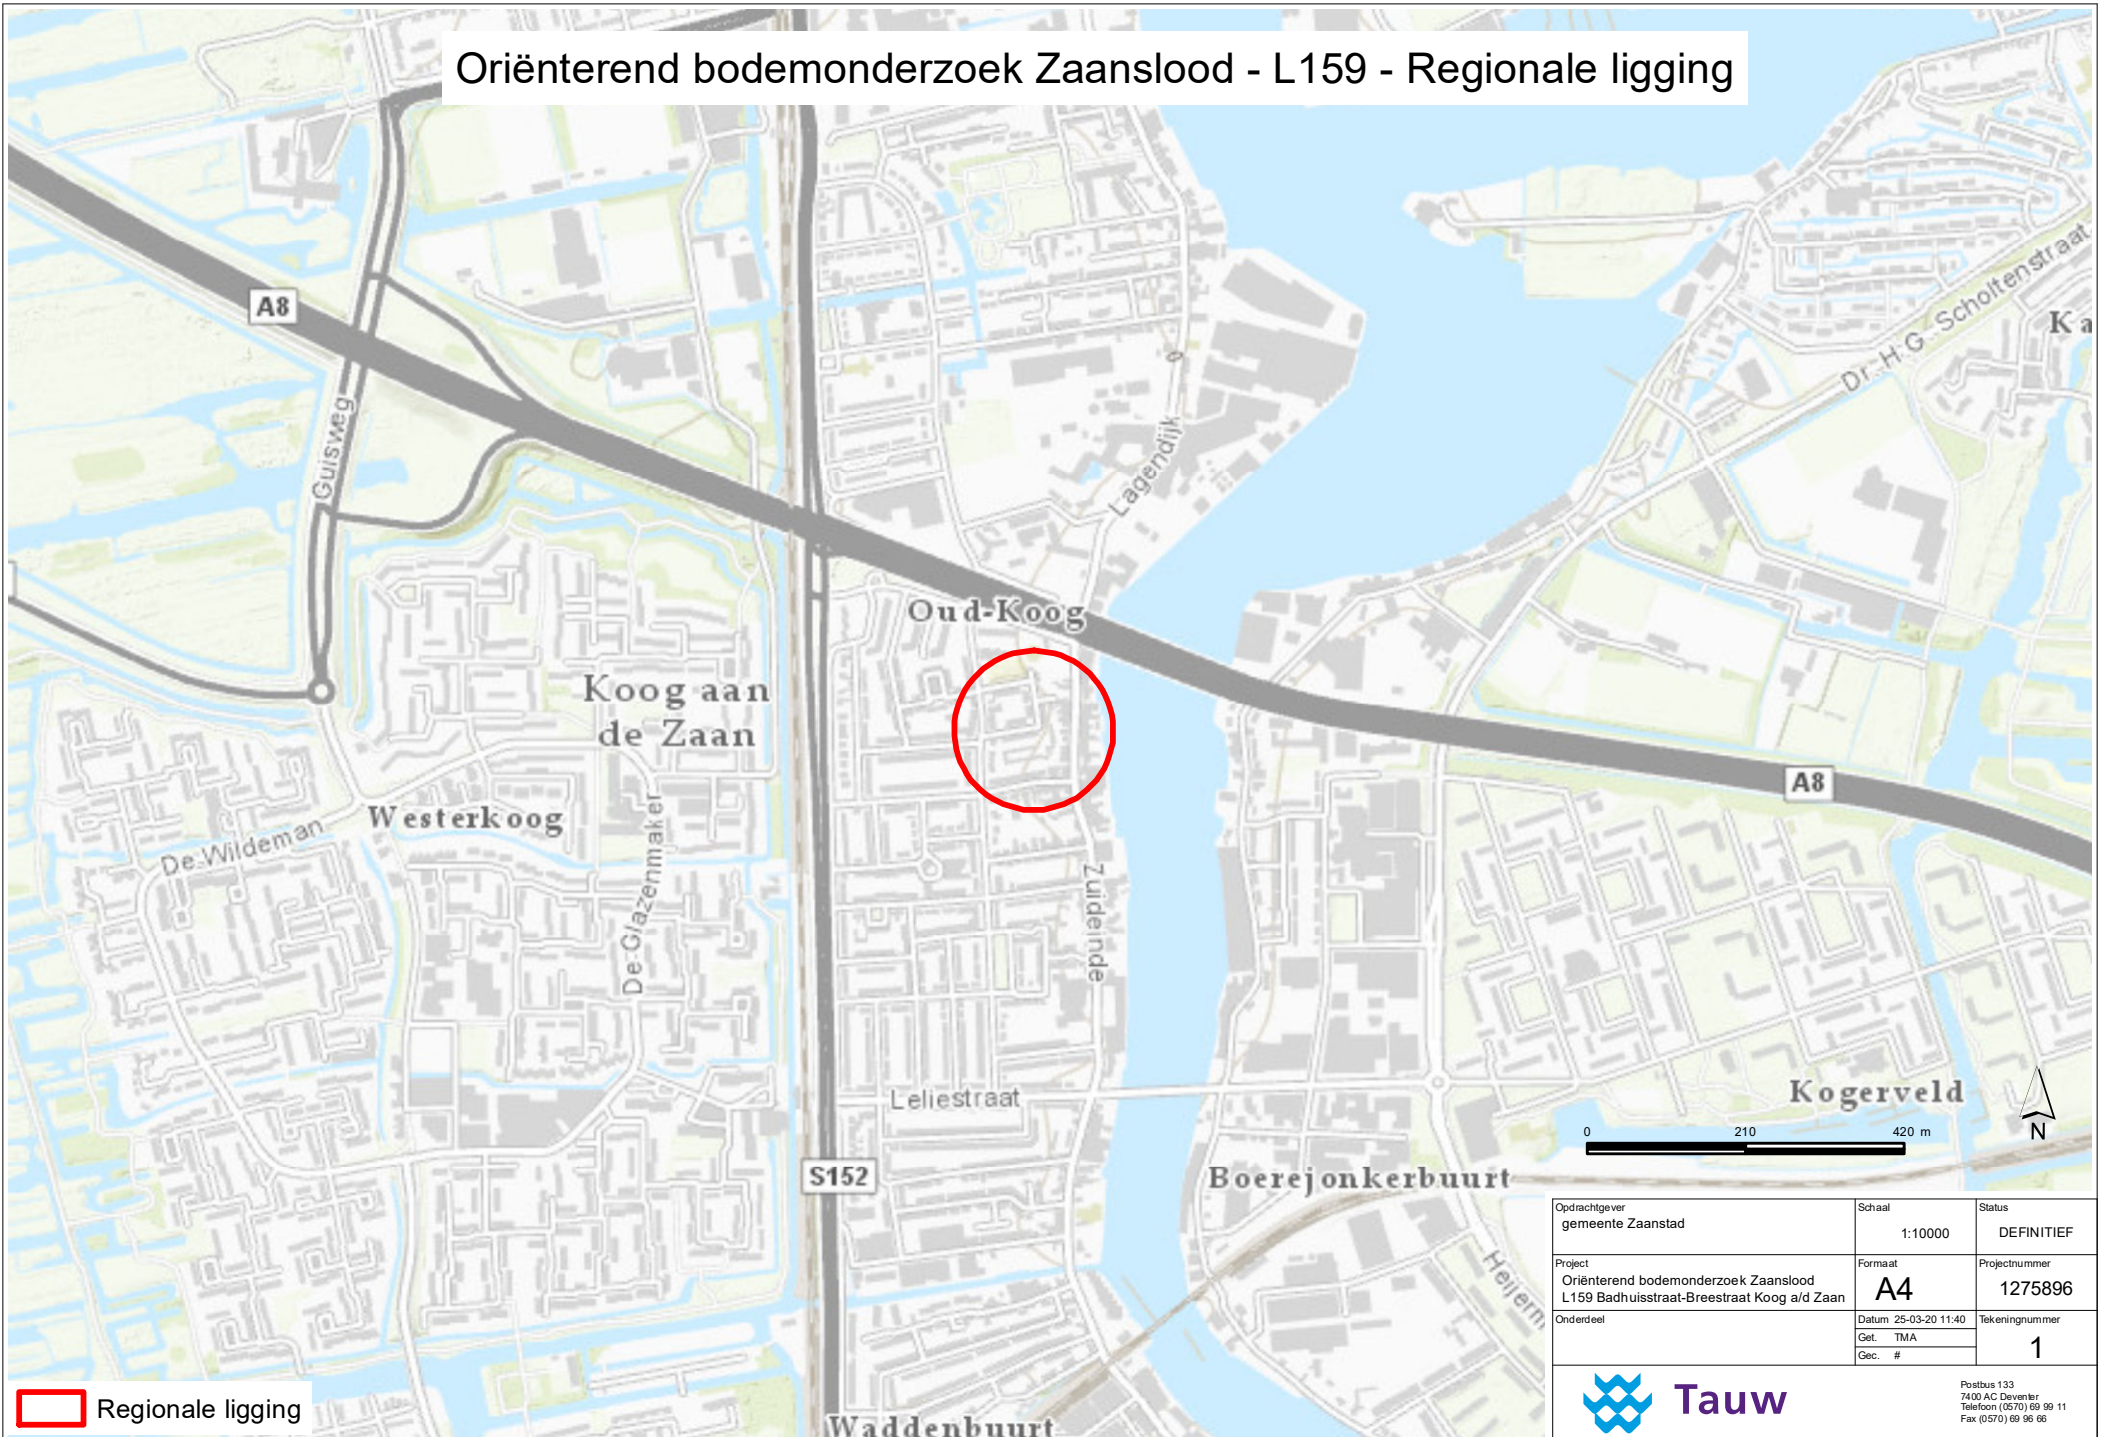 Oriënterend bodemonderzoek Zaanslood - L159 - Regionale ligging
A8
Guisweg
Lagendijk
Dr. H.G. Scholtenstraat
Oud-Koog
Koog aan
de Zaan
Westerkoog
De Wildeman
De Glazenmaker
Zuideinde
A8
Leliestraat
Kogerveld
S152
Boerejonkerbuurt
Waddenbuurt
0 210 420 m
N
Regionale ligging
Opdrachtgever
gemeente Zaanstad
Schaal
1:10000
Status
DEFINITIEF
Project
Oriënterend bodemonderzoek Zaanslood
L159 Badhuisstraat-Breestraat Koog a/d Zaan
Formaat
A4
Projectnummer
1275896
Onderdeel
Datum 25-03-20 11:40
Get. TMA
Gec. #
Tekeningnummer
1
Tauw
Postbus 133
7400 AC Deventer
Telefoon (0570) 69 99 11
Fax (0570) 69 96 66